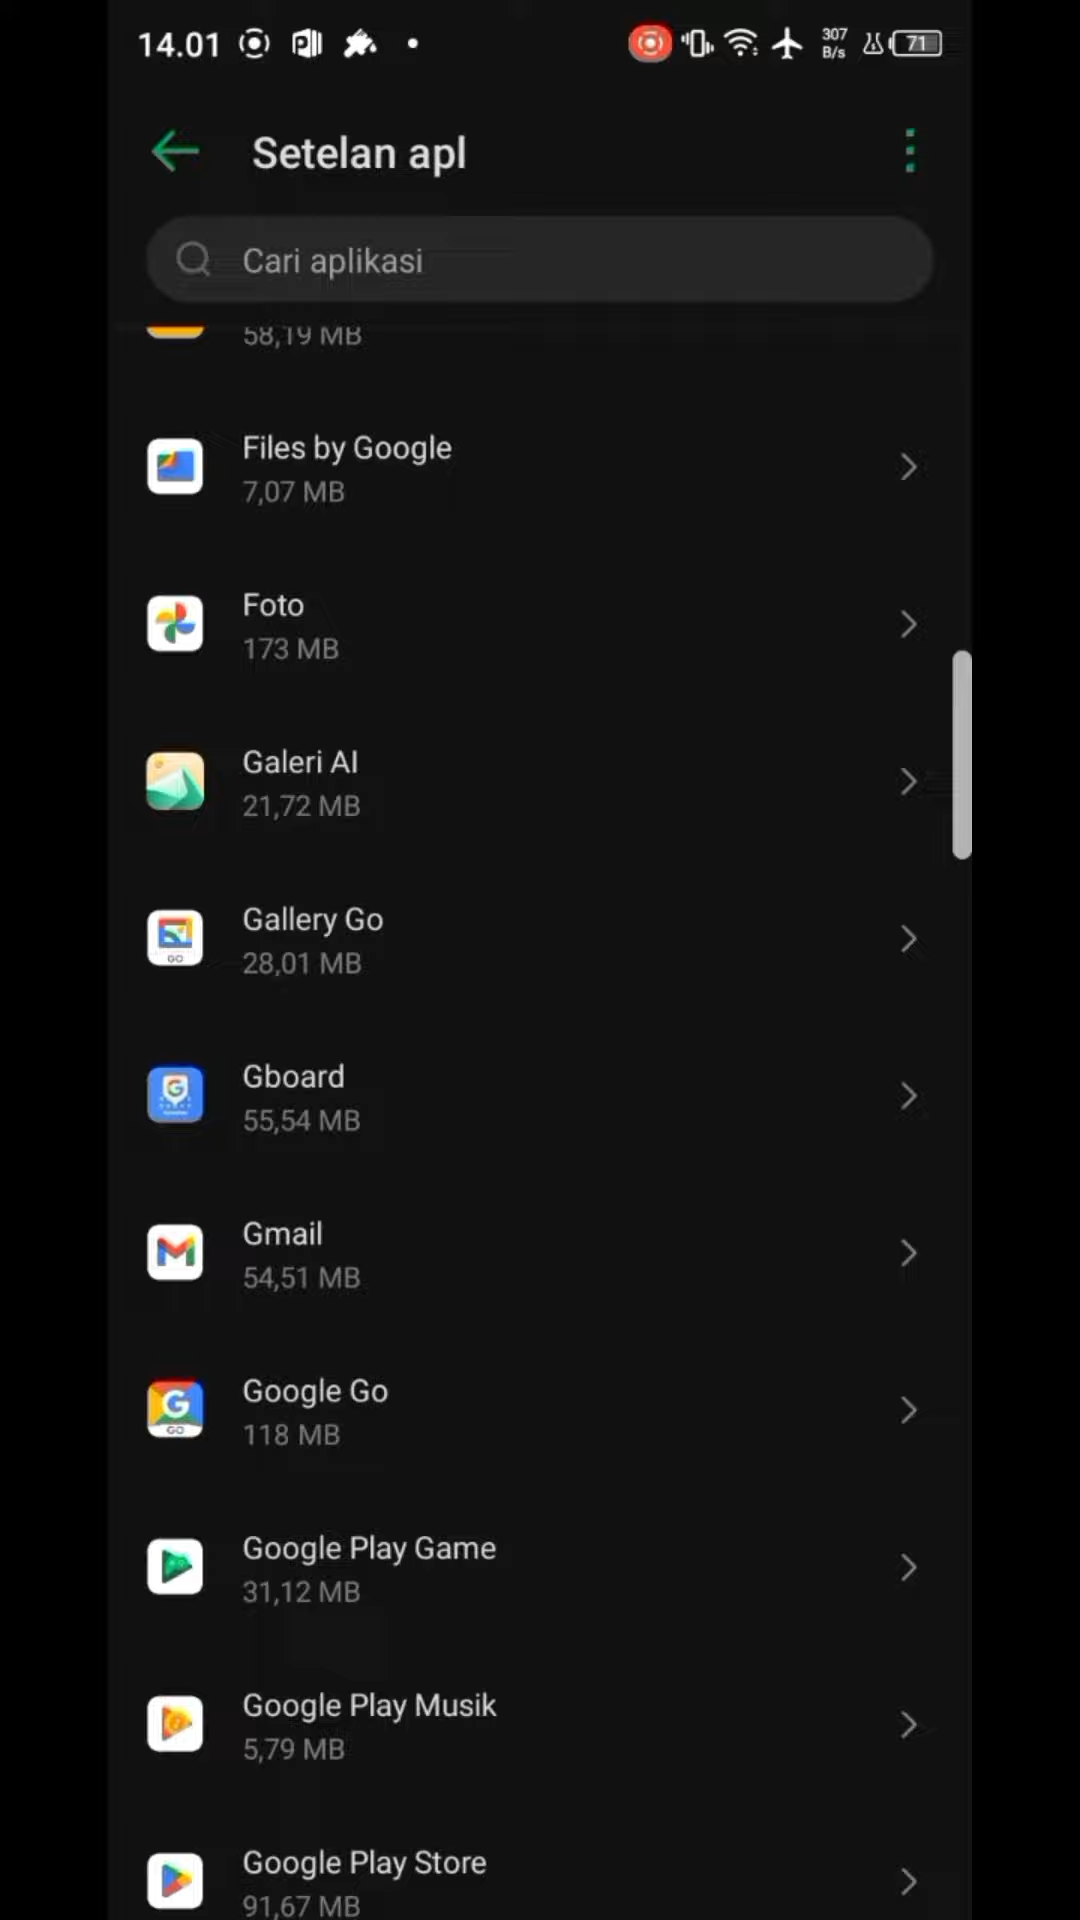 14.01
307
B/s
71
Setelan apl
Cari aplikasi
58,19 MB
Files by Google
7,07 MB
Foto
173 MB
Galeri AI
21,72 MB
Gallery Go
28,01 MB
GO
Gboard
55,54 MB
Gmail
54,51 MB
Google Go
118 MB
GO
Google Play Game
31,12 MB
Google Play Musik
5,79 MB
Google Play Store
91,67 MB